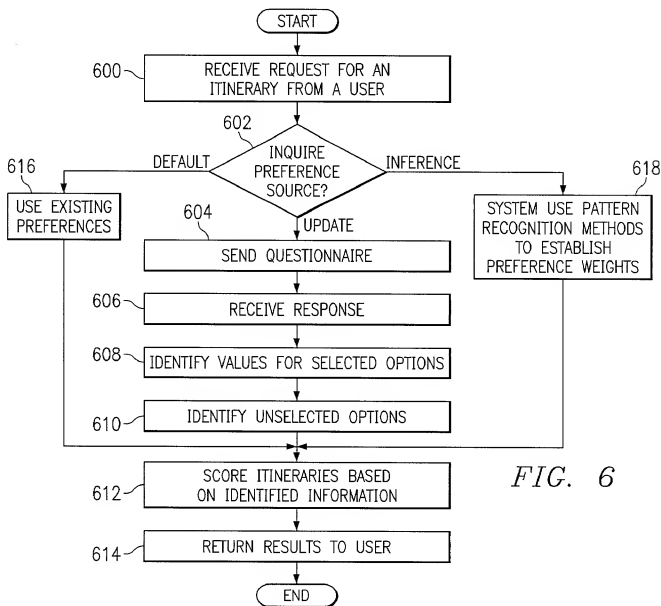 START
600
RECEIVE REQUEST FOR AN
ITINERARY FROM A USER
602
INQUIRE
PREFERENCE
SOURCE?
DEFAULT
INFERENCE
UPDATE
616
USE EXISTING
PREFERENCES
618
SYSTEM USE PATTERN
RECOGNITION METHODS
TO ESTABLISH
PREFERENCE WEIGHTS
604
SEND QUESTIONNAIRE
606
RECEIVE RESPONSE
608
IDENTIFY VALUES FOR SELECTED OPTIONS
610
IDENTIFY UNSELECTED OPTIONS
612
SCORE ITINERARIES BASED
ON IDENTIFIED INFORMATION
FIG. 6
614
RETURN RESULTS TO USER
END